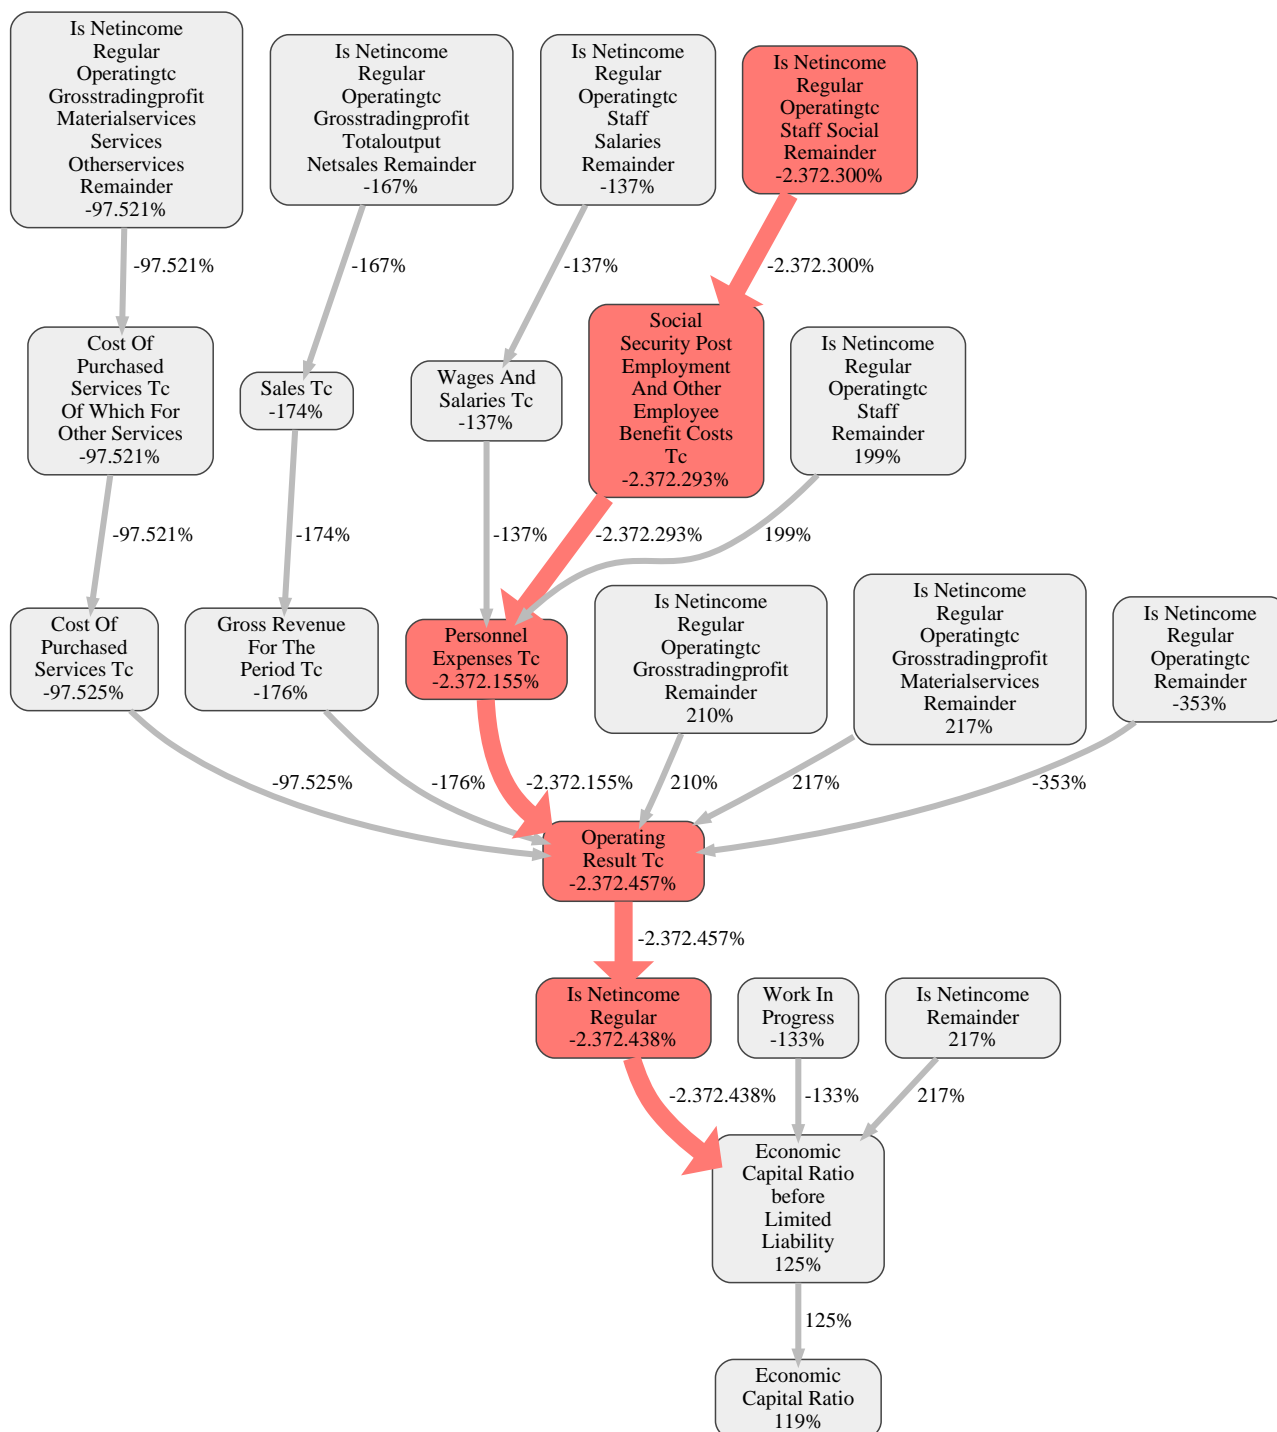 Is Netincome
Regular
Operatingtc
Grosstradingprofit
Materialservices
Services
Otherservices
Remainder
-97.521%
Is Netincome
Regular
Operatingtc
Grosstradingprofit
Totaloutput
Netsales Remainder
-167%
Is Netincome
Regular
Operatingtc
Staff
Salaries
Remainder
-137%
Is Netincome
Regular
Operatingtc
Staff Social
Remainder
-2.372.300%
-97.521%
-167%
-137%
-2.372.300%
Cost Of
Purchased
Services Tc
Of Which For
Other Services
-97.521%
Sales Tc
-174%
Wages And
Salaries Tc
-137%
Social
Security Post
Employment
And Other
Employee
Benefit Costs
Tc
-2.372.293%
Is Netincome
Regular
Operatingtc
Staff
Remainder
199%
-97.521%
-174%
-137%
-2.372.293%
199%
Cost Of
Purchased
Services Tc
-97.525%
Gross Revenue
For The
Period Tc
-176%
Personnel
Expenses Tc
-2.372.155%
Is Netincome
Regular
Operatingtc
Grosstradingprofit
Remainder
210%
Is Netincome
Regular
Operatingtc
Grosstradingprofit
Materialservices
Remainder
217%
Is Netincome
Regular
Operatingtc
Remainder
-353%
-97.525%
-176%
-2.372.155%
210%
217%
-353%
Operating
Result Tc
-2.372.457%
-2.372.457%
Is Netincome
Regular
-2.372.438%
Work In
Progress
-133%
Is Netincome
Remainder
217%
-2.372.438%
-133%
217%
Economic
Capital Ratio
before
Limited
Liability
125%
125%
Economic
Capital Ratio
119%